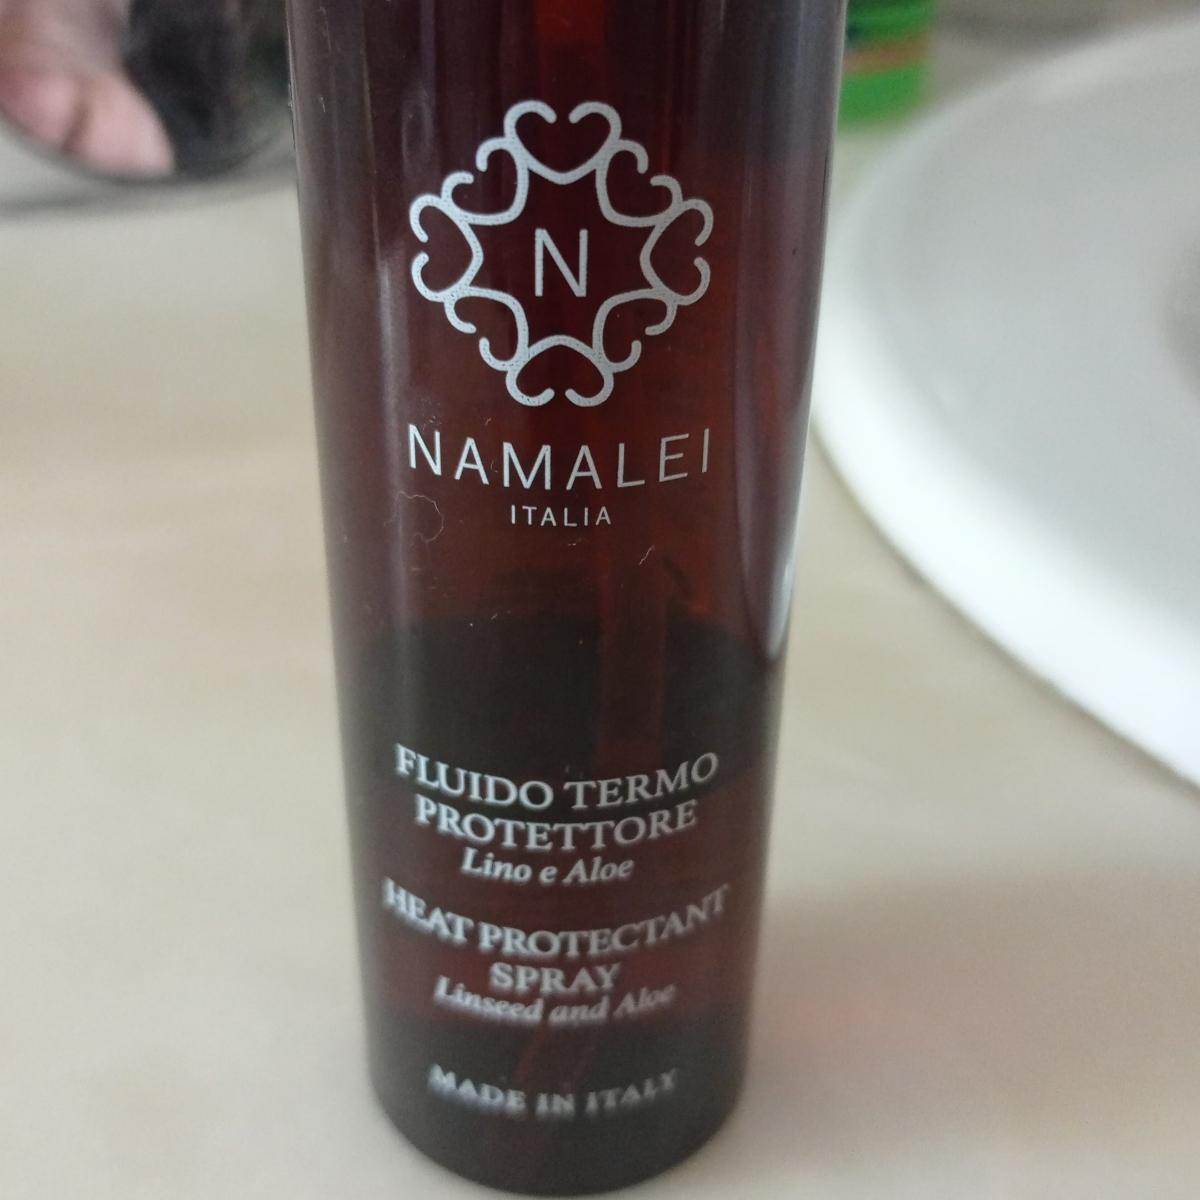 N
NAMALEI
ITALIA
FLUIDO TERMO
PROTETTORE
Lino e Aloe
HEAT PROTECTANT
SPRAY
Linseed and Aloe
MADE IN ITALY